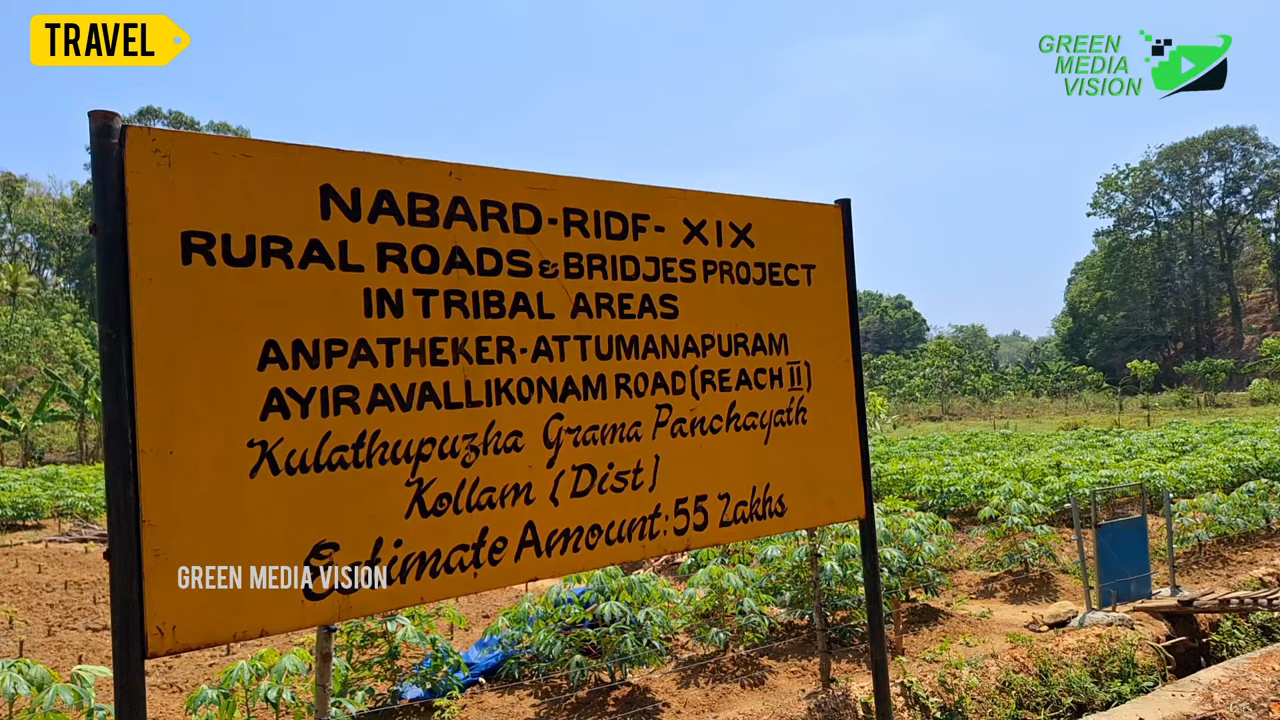 TRAVEL
GREEN
MEDIA
VISION
NABARD-RIDF- XIX
RURAL ROADS & BRIDJES PROJECT
IN TRIBAL AREAS
ANPATHEKER-ATTUMANAPURAM
AYIRAVALLIKONAM ROAD(REACH II)
Kulathupuzha Grama Panchayath
Kollam (Dist)
Estimate Amount: 55 Lakhs
GREEN MEDIA VISION